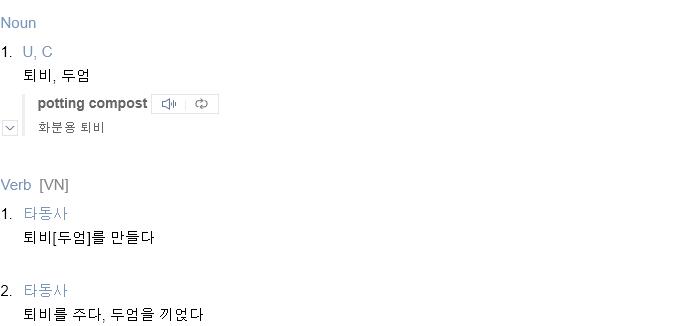 Noun
1. U, C
퇴비, 두엄
potting compost
화분용 퇴비
Verb [VN]
1. 타동사
퇴비[두엄]를 만들다
2. 타동사
퇴비를 주다, 두엄을 끼얹다